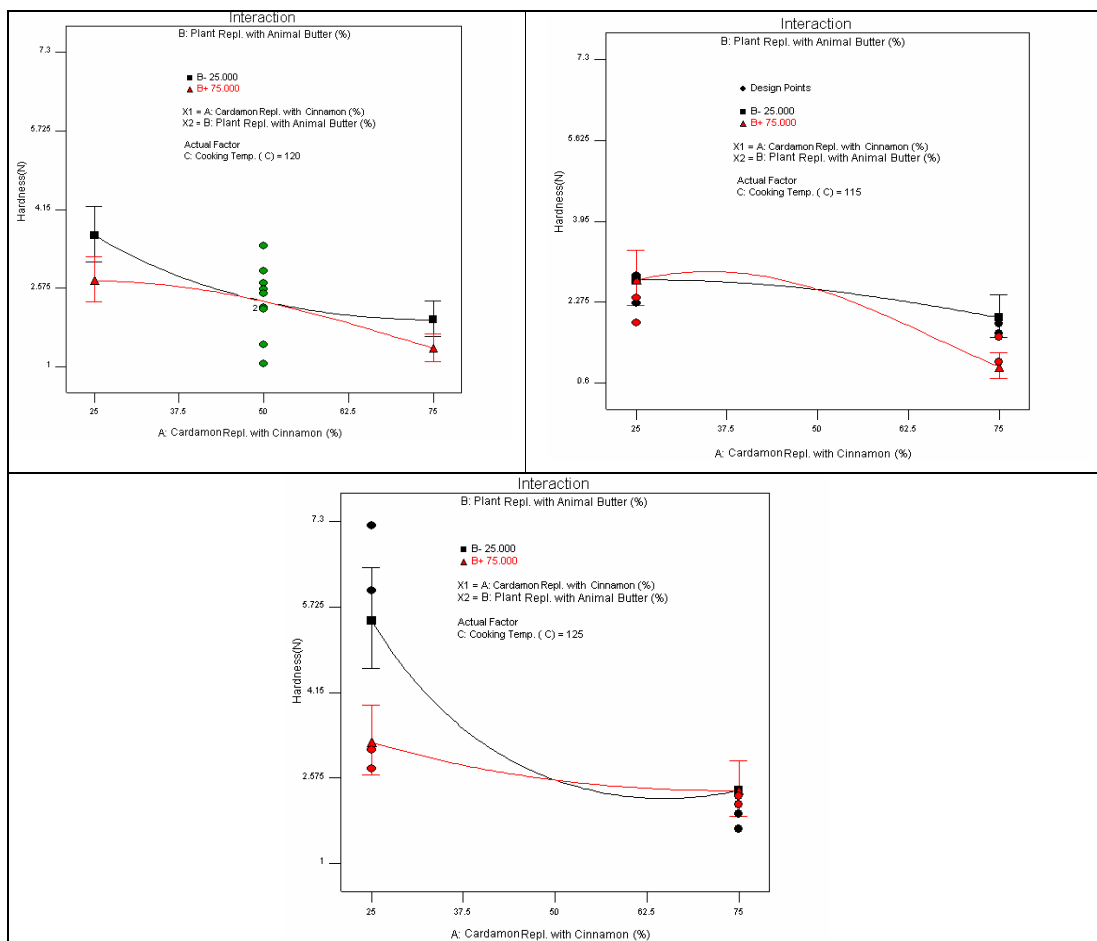 Interaction
B: Plant Repl. with Animal Butter (%)
7.3
B- 25.000
B+ 75.000
X1 = A: Cardamon Repl. with Cinnamon (%)
X2 = B: Plant Repl. with Animal Butter (%)
5.725
Actual Factor
C: Cooking Temp. ( C) = 120
Hardness(N)
4.15
2.575
2
1
25
37.5
50
62.5
75
A: Cardamon Repl. with Cinnamon (%)
Interaction
B: Plant Repl. with Animal Butter (%)
7.3
Design Points
B- 25.000
B+ 75.000
5.625
X1 = A: Cardamon Repl. with Cinnamon (%)
X2 = B: Plant Repl. with Animal Butter (%)
Actual Factor
C: Cooking Temp. ( C) = 115
Hardness(N)
3.95
2.275
0.6
25
37.5
50
62.5
75
A: Cardamon Repl. with Cinnamon (%)
Interaction
B: Plant Repl. with Animal Butter (%)
7.3
B- 25.000
B+ 75.000
X1 = A: Cardamon Repl. with Cinnamon (%)
X2 = B: Plant Repl. with Animal Butter (%)
5.725
Actual Factor
C: Cooking Temp. ( C) = 125
Hardness(N)
4.15
2.575
1
25
37.5
50
62.5
75
A: Cardamon Repl. with Cinnamon (%)